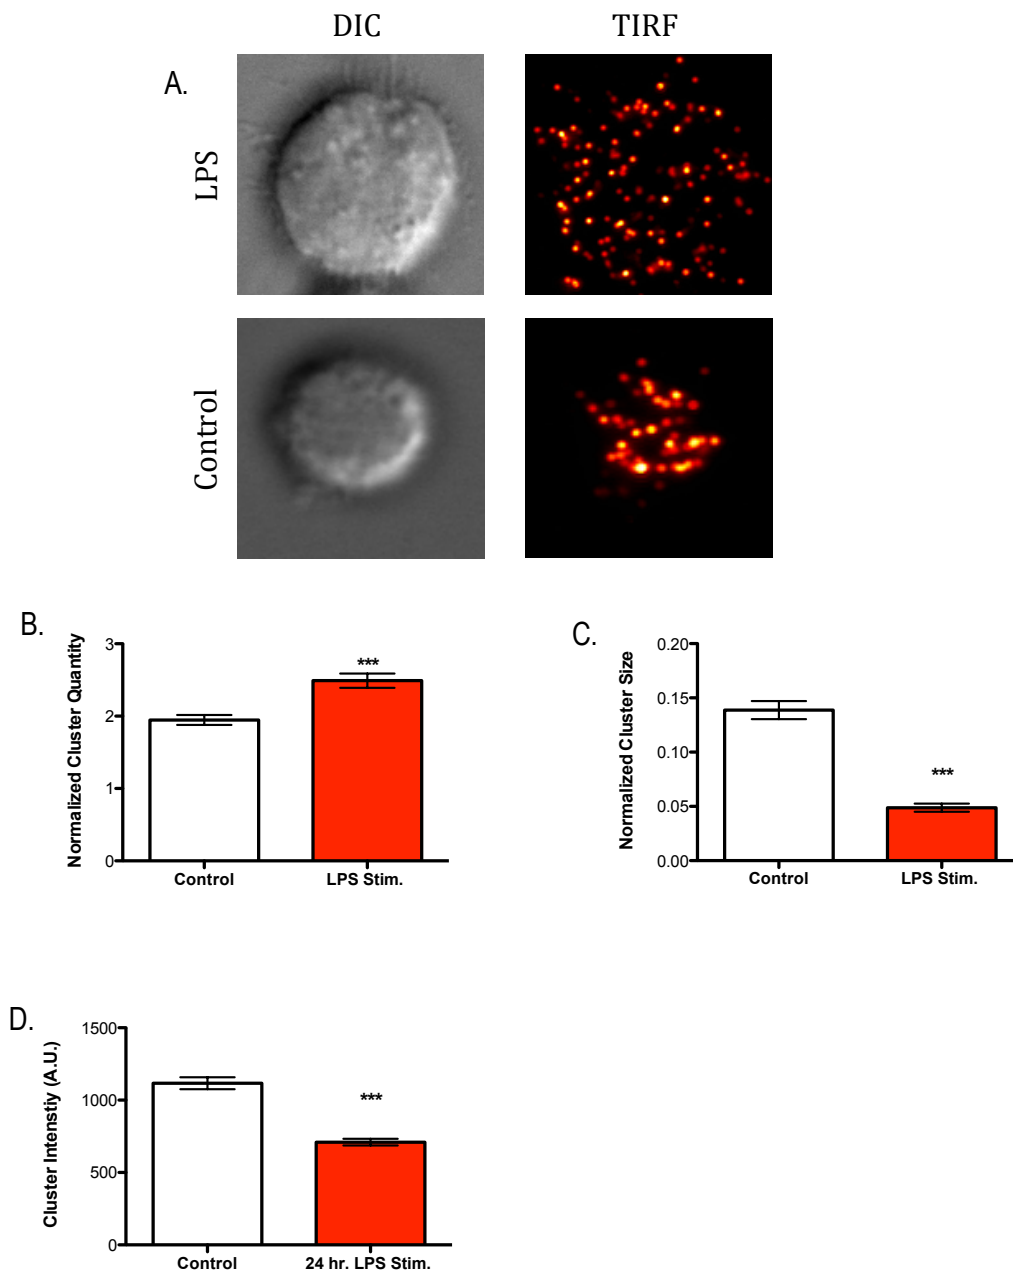 DIC TIRF
A.
LPS
Control
B.
Normalized Cluster Quantity
3
2
1
0
***
Control LPS Stim.
C.
Normalized Cluster Size
0.20
0.15
0.10
0.05
0.00
***
Control LPS Stim.
D.
Cluster Intenstiy (A.U.)
1500
1000
500
0
***
Control 24 hr. LPS Stim.